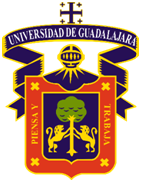 UNIVERSIDAD DE GUADALAJARA
PIENSA Y
TRABAJA